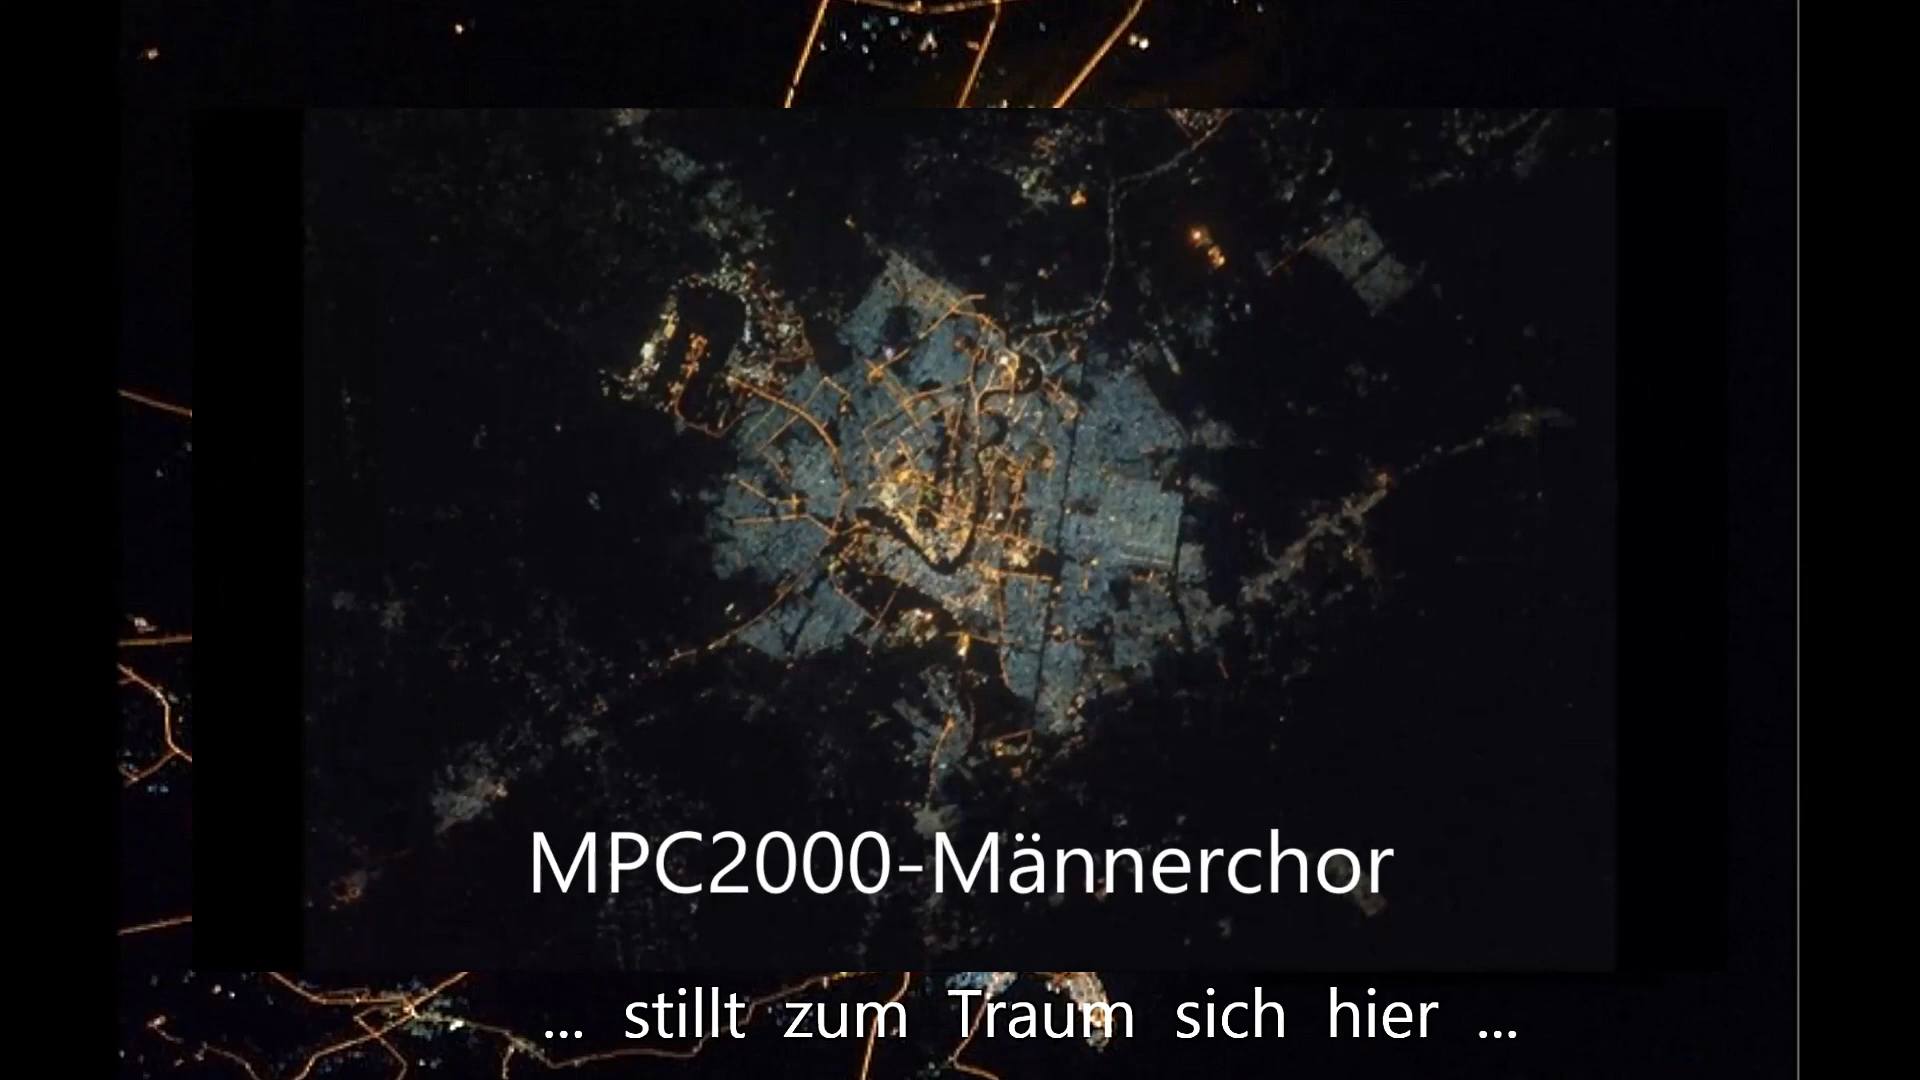 MPC2000-Männerchor
... stillt zum Traum sich hier ...